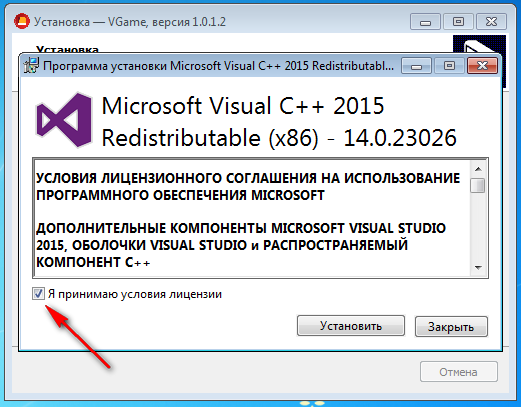 Установка — VGame, версия 1.0.1.2
Установка
Программа установки Microsoft Visual C++ 2015 Redistributabl...
Microsoft Visual C++ 2015
Redistributable (x86) - 14.0.23026
УСЛОВИЯ ЛИЦЕНЗИОННОГО СОГЛАШЕНИЯ НА ИСПОЛЬЗОВАНИЕ
ПРОГРАММНОГО ОБЕСПЕЧЕНИЯ MICROSOFT
ДОПОЛНИТЕЛЬНЫЕ КОМПОНЕНТЫ MICROSOFT VISUAL STUDIO
2015, ОБОЛОЧКИ VISUAL STUDIO и РАСПРОСТРАНЯЕМЫЙ
КОМПОНЕНТ C++
Я принимаю условия лицензии
Установить
Закрыть
Отмена